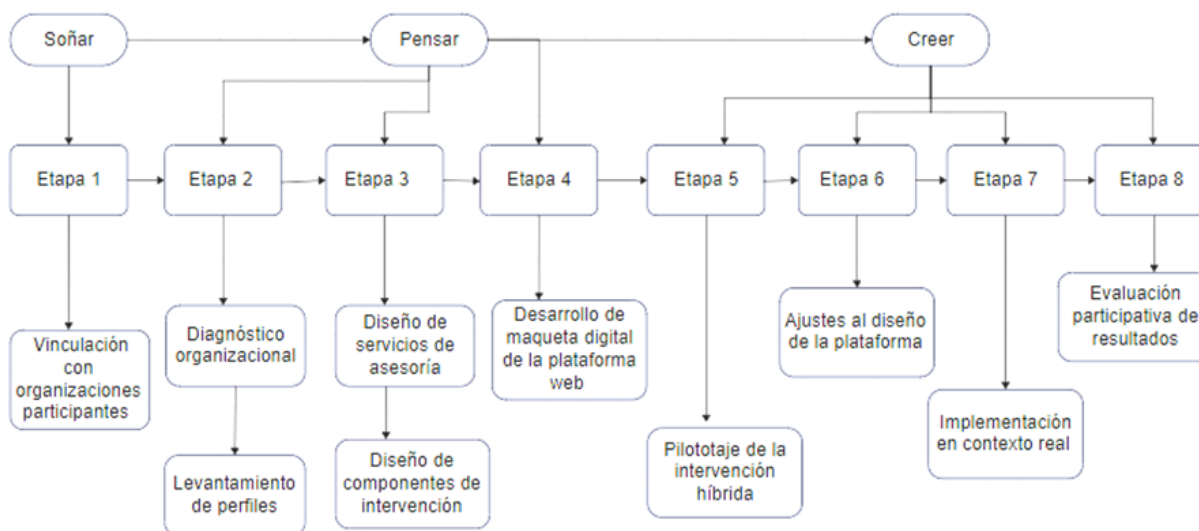 Soñar
Pensar
Creer
Etapa 1
Etapa 2
Etapa 3
Etapa 4
Etapa 5
Etapa 6
Etapa 7
Etapa 8
Vinculación
con
organizaciones
participantes
Diagnóstico
organizacional
Levantamiento
de perfiles
Diseño de
servicios de
asesoría
Diseño de
componentes de
intervención
Desarrollo de
maqueta digital
de la plataforma
web
Pilototaje de la
intervención
híbrida
Ajustes al diseño
de la plataforma
Implementación
en contexto real
Evaluación
participativa de
resultados